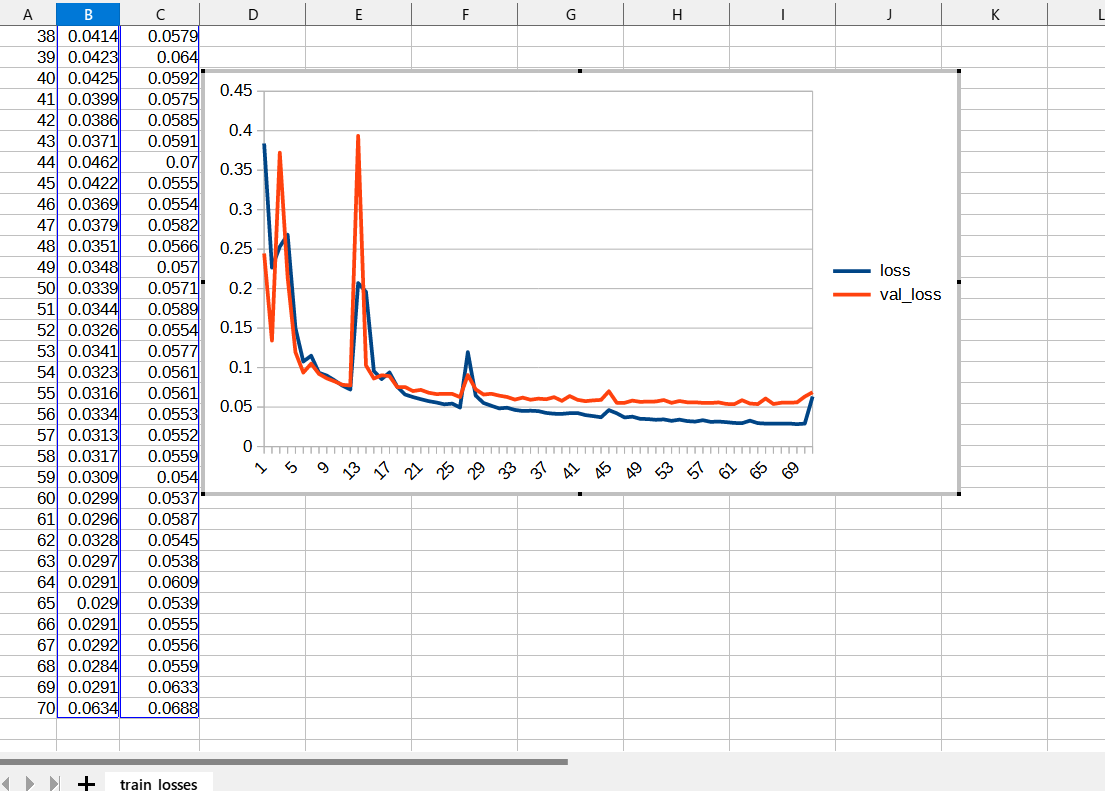 A B C D E F G H I J K L
38 0.0414 0.0579
39 0.0423 0.064
40 0.0425 0.0592
41 0.0399 0.0575
42 0.0386 0.0585
43 0.0371 0.0591
44 0.0462 0.07
45 0.0422 0.0555
46 0.0369 0.0554
47 0.0379 0.0582
48 0.0351 0.0566
49 0.0348 0.057
50 0.0339 0.0571
51 0.0344 0.0589
52 0.0326 0.0554
53 0.0341 0.0577
54 0.0323 0.0561
55 0.0316 0.0561
56 0.0334 0.0553
57 0.0313 0.0552
58 0.0317 0.0559
59 0.0309 0.054
60 0.0299 0.0537
61 0.0296 0.0587
62 0.0328 0.0545
63 0.0297 0.0538
64 0.0291 0.0609
65 0.029 0.0539
66 0.0291 0.0555
67 0.0292 0.0556
68 0.0284 0.0559
69 0.0291 0.0633
70 0.0634 0.0688
0.45
0.4
0.35
0.3
0.25
0.2
0.15
0.1
0.05
0
1 5 9 13 17 21 25 29 33 37 41 45 49 53 57 61 65 69
loss
val_loss
train_losses